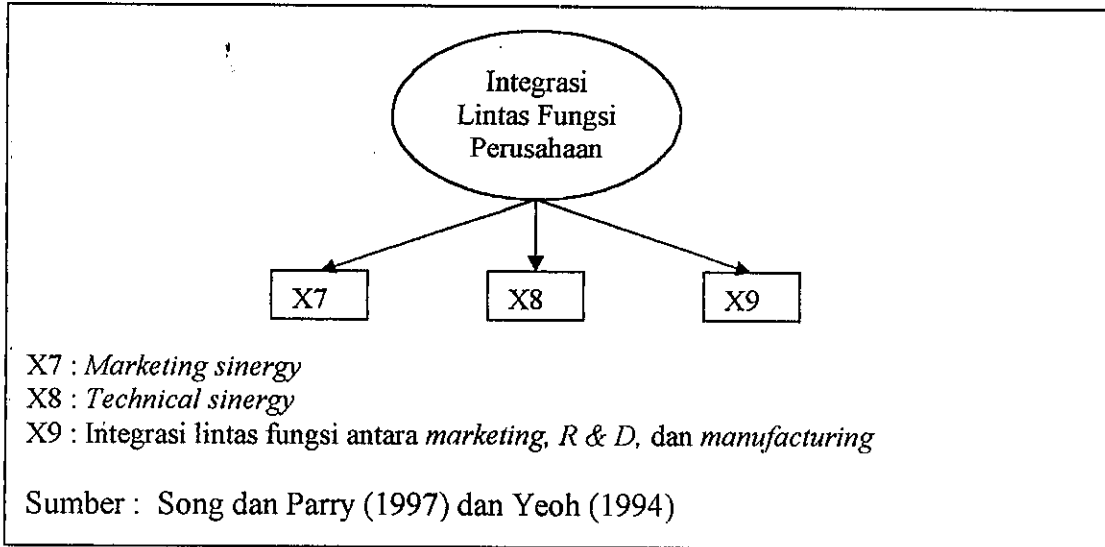 Integrasi
Lintas Fungsi
Perusahaan
X7 X8 X9
X7 : Marketing sinergy
X8 : Technical sinergy
X9 : Integrasi lintas fungsi antara marketing, R & D, dan manufacturing
Sumber : Song dan Parry (1997) dan Yeoh (1994)